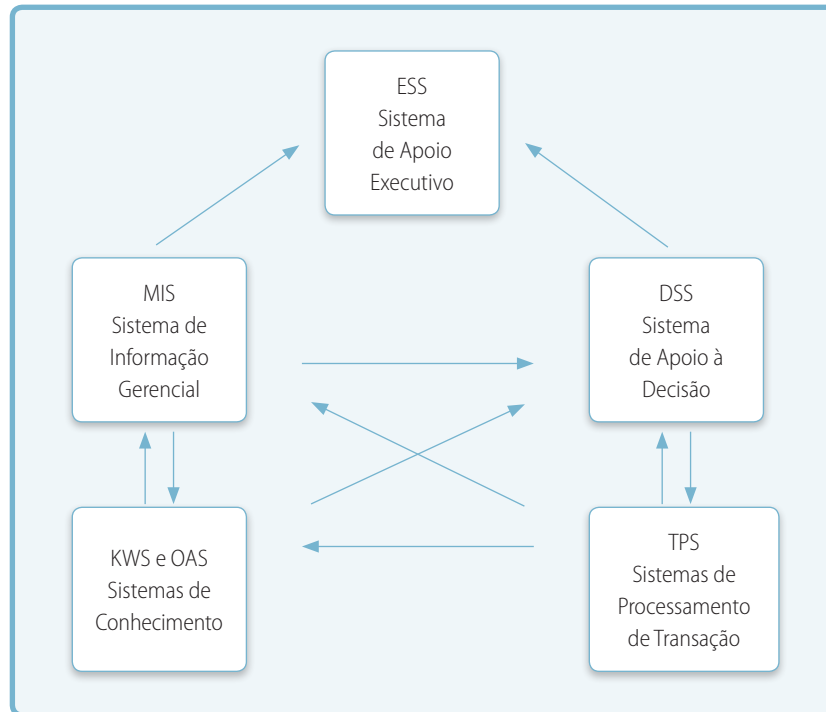 ESS
Sistema
de Apoio
Executivo
MIS
Sistema de
Informação
Gerencial
DSS
Sistema
de Apoio à
Decisão
KWS e OAS
Sistemas de
Conhecimento
TPS
Sistemas de
Processamento
de Transação